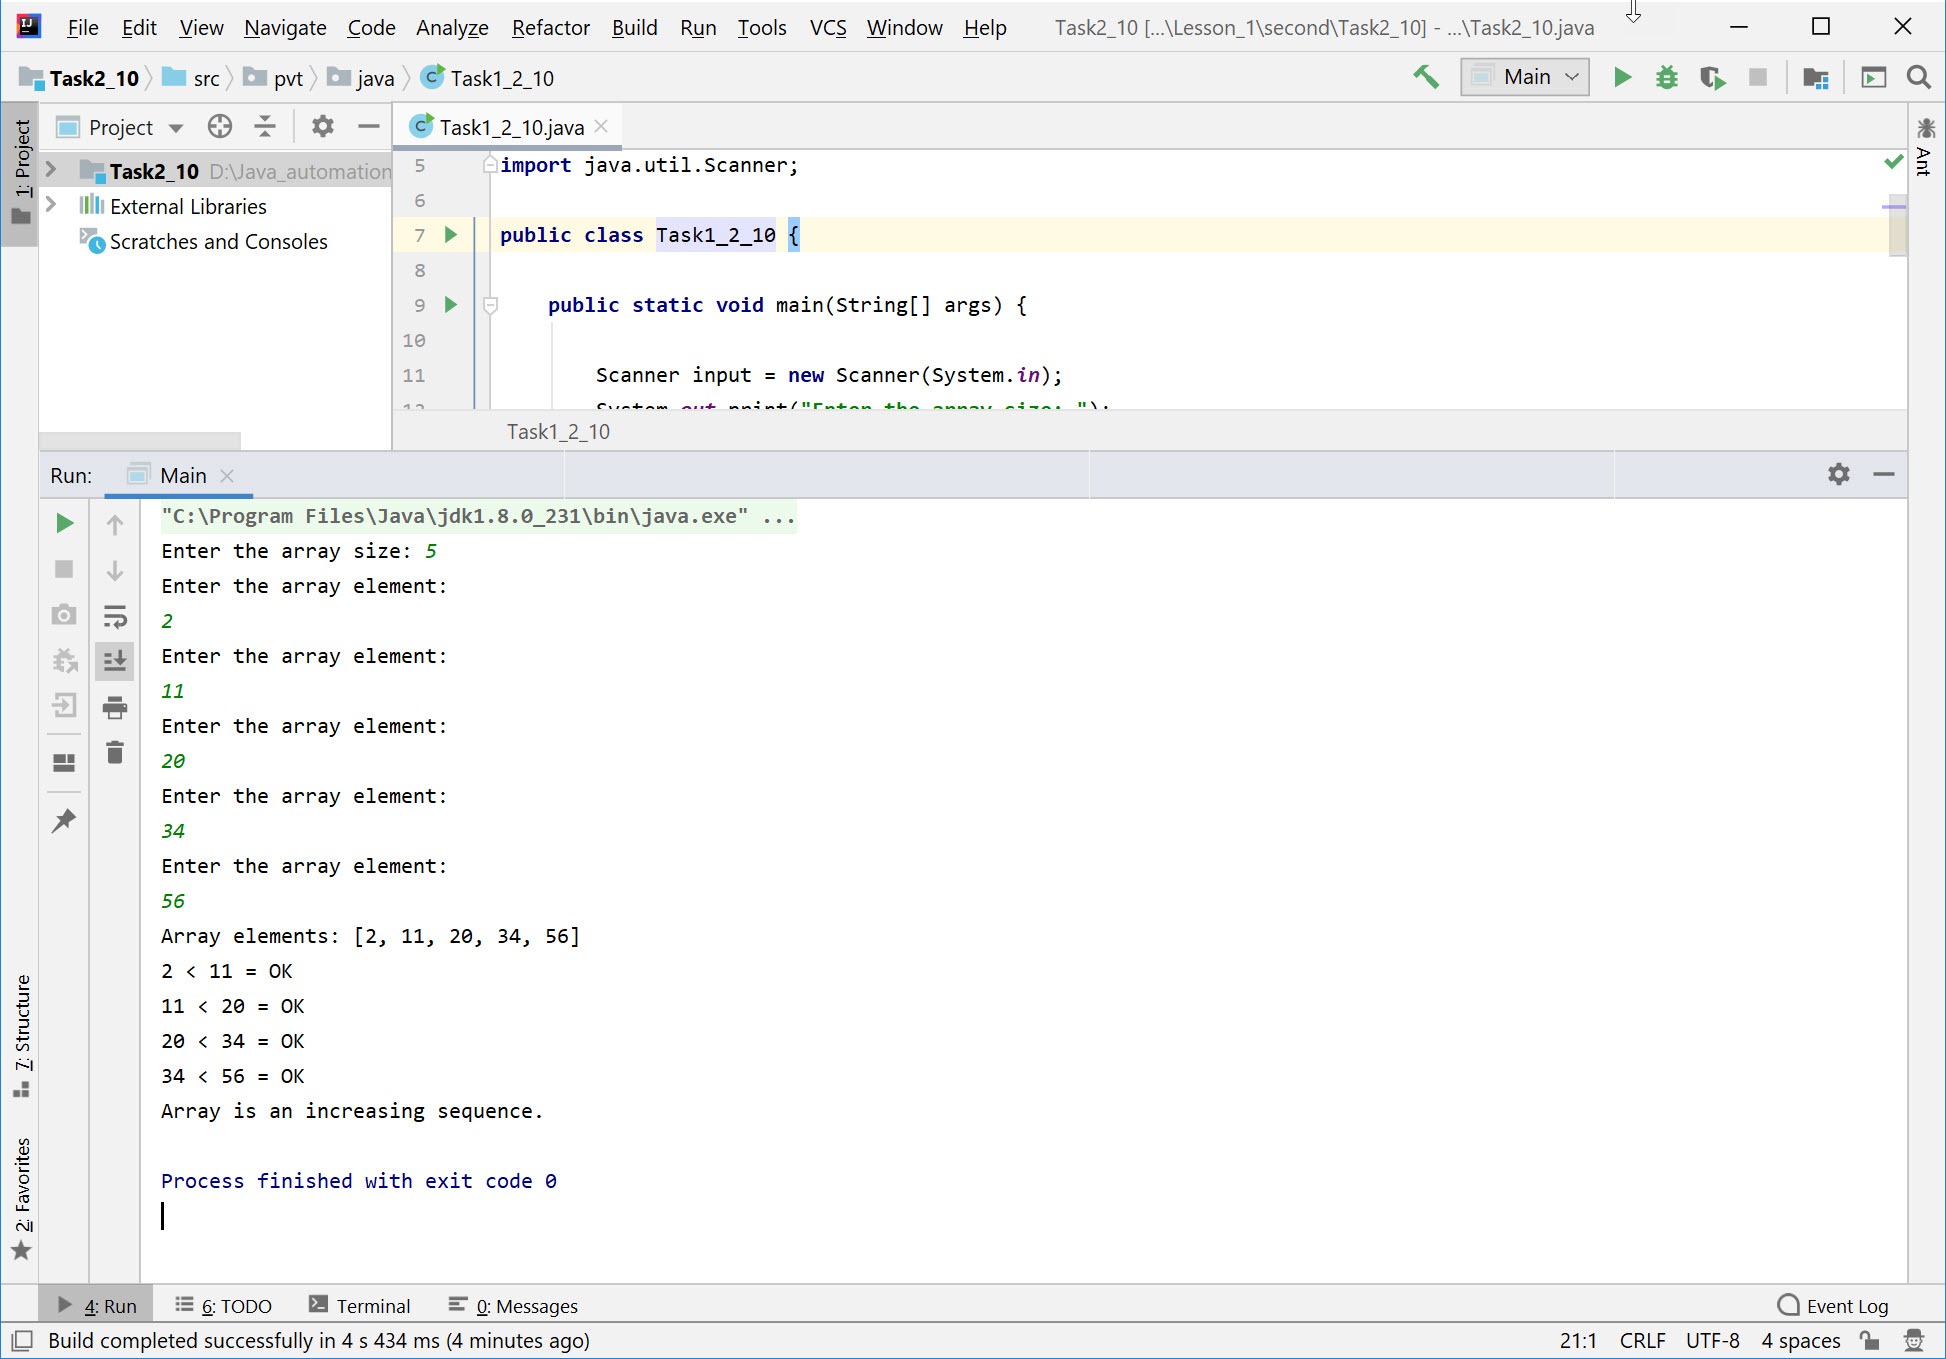 File Edit View Navigate Code Analyze Refactor Build Run Tools VCS Window Help Task2_10 [...\Lesson_1\second\Task2_10] - ...\Task2_10.java
Task2_10 src pvt java Task1_2_10 Main
1: Project
Project
Task1_2_10.java
Task2_10 D:\Java_automation
External Libraries
Scratches and Consoles
5 import java.util.Scanner;
6
7 public class Task1_2_10 {
8
9 public static void main(String[] args) {
10
11 Scanner input = new Scanner(System.in);
12 System.out.print("Enter the array size: ");
Task1_2_10
Ant
Run: Main
"C:\Program Files\Java\jdk1.8.0_231\bin\java.exe" ...
Enter the array size: 5
Enter the array element:
2
Enter the array element:
11
Enter the array element:
20
Enter the array element:
34
Enter the array element:
56
Array elements: [2, 11, 20, 34, 56]
2 < 11 = OK
11 < 20 = OK
20 < 34 = OK
34 < 56 = OK
Array is an increasing sequence.
Process finished with exit code 0
7: Structure
2: Favorites
4: Run 6: TODO Terminal 0: Messages Event Log
Build completed successfully in 4 s 434 ms (4 minutes ago) 21:1 CRLF UTF-8 4 spaces